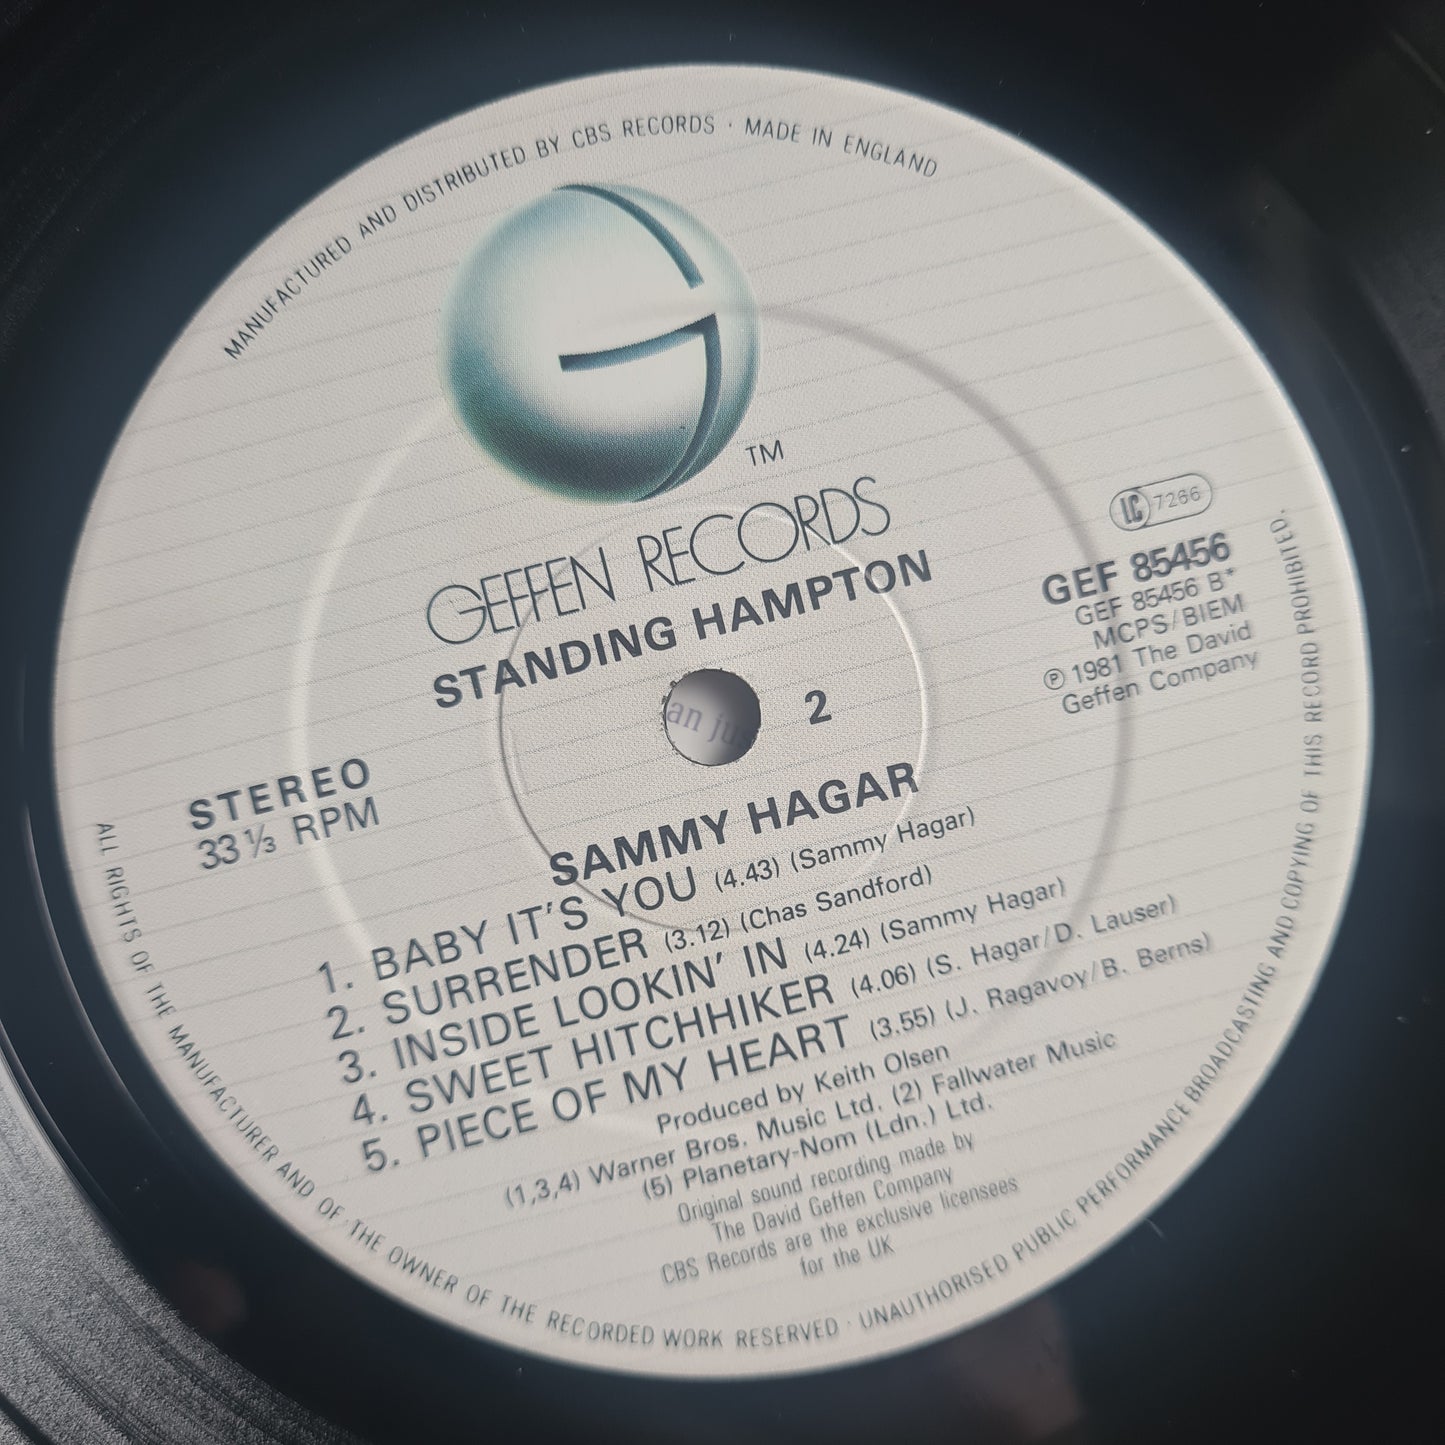 MANUFACTURED AND DISTRIBUTED BY CBS RECORDS · MADE IN ENGLAND
TM
GEFFEN RECORDS
STANDING HAMPTON
LC 7266
GEF 85456
GEF 85456 B*
MCPS/BIEM
℗ 1981 The David
Geffen Company
an jus
2
STEREO
33 ⅓ RPM
SAMMY HAGAR
1. BABY IT'S YOU (4.43) (Sammy Hagar)
2. SURRENDER (3.12) (Chas Sandford)
3. INSIDE LOOKIN' IN (4.24) (Sammy Hagar)
4. SWEET HITCHHIKER (4.06) (S. Hagar/D. Lauser)
5. PIECE OF MY HEART (3.55) (J. Ragavoy/B. Berns)
Produced by Keith Olsen
(1,3,4) Warner Bros. Music Ltd. (2) Fallwater Music
(5) Planetary-Nom (Ldn.) Ltd.
Original sound recording made by
The David Geffen Company
CBS Records are the exclusive licensees
for the UK
ALL RIGHTS OF THE MANUFACTURER AND OF THE OWNER OF THE RECORDED WORK RESERVED · UNAUTHORISED PUBLIC PERFORMANCE BROADCASTING AND COPYING OF THIS RECORD PROHIBITED.